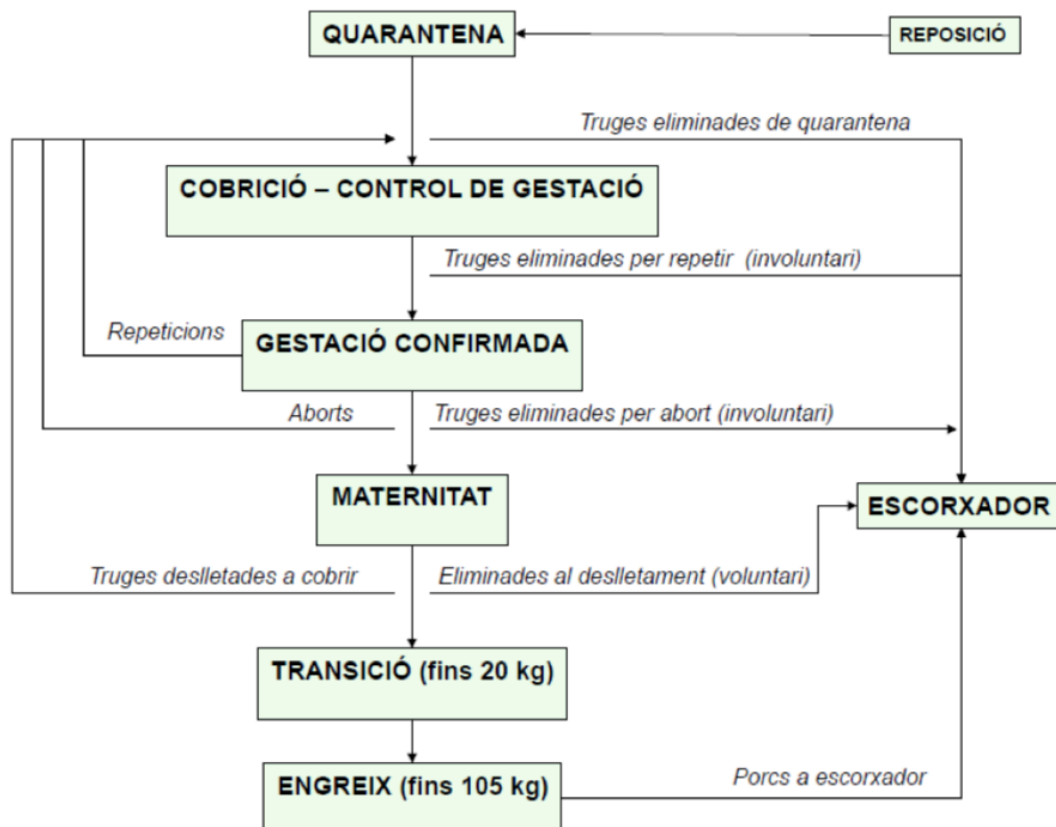 QUARANTENA
REPOSICIÓ
Truges eliminades de quarantena
COBRICIÓ – CONTROL DE GESTACIÓ
Truges eliminades per repetir (involuntari)
Repeticions
GESTACIÓ CONFIRMADA
Aborts
Truges eliminades per abort (involuntari)
MATERNITAT
ESCORXADOR
Truges deslletades a cobrir
Eliminades al deslletament (voluntari)
TRANSICIÓ (fins 20 kg)
ENGREIX (fins 105 kg)
Porcs a escorxador